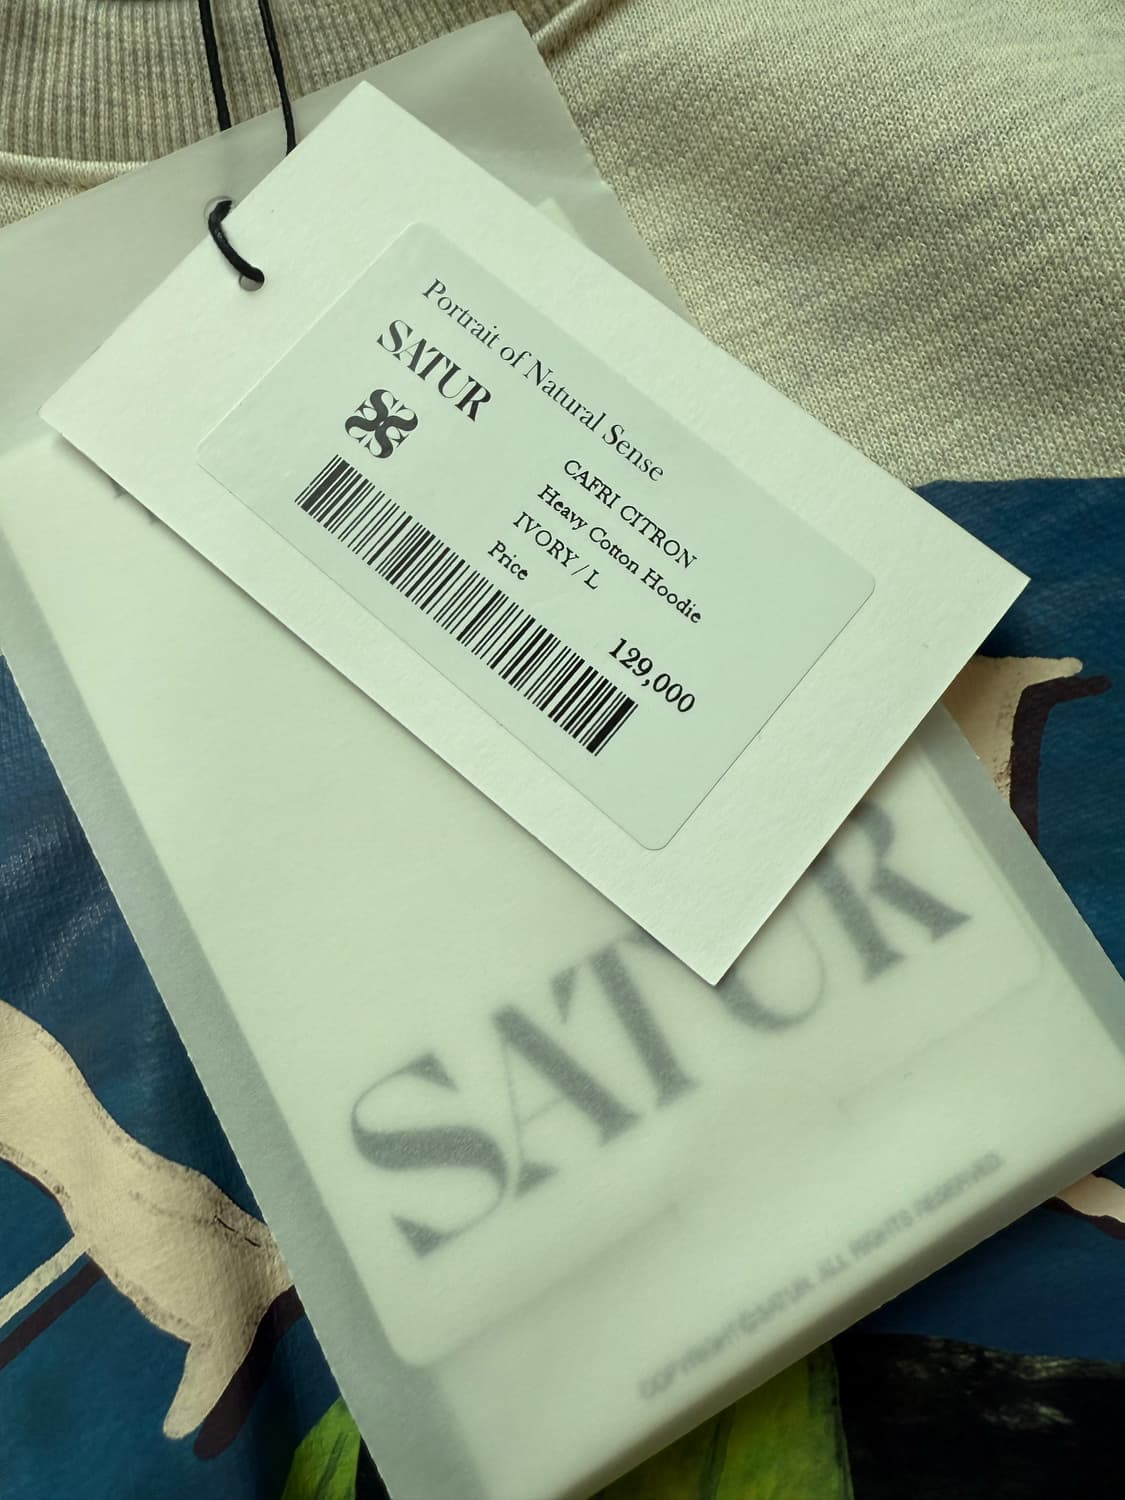 Portrait of Natural Sense
SATUR
CAFRI CITRON
Heavy Cotton Hoodie
IVORY / L
Price
129,000
SATUR
COPYRIGHT©SATUR. ALL RIGHTS RESERVED.